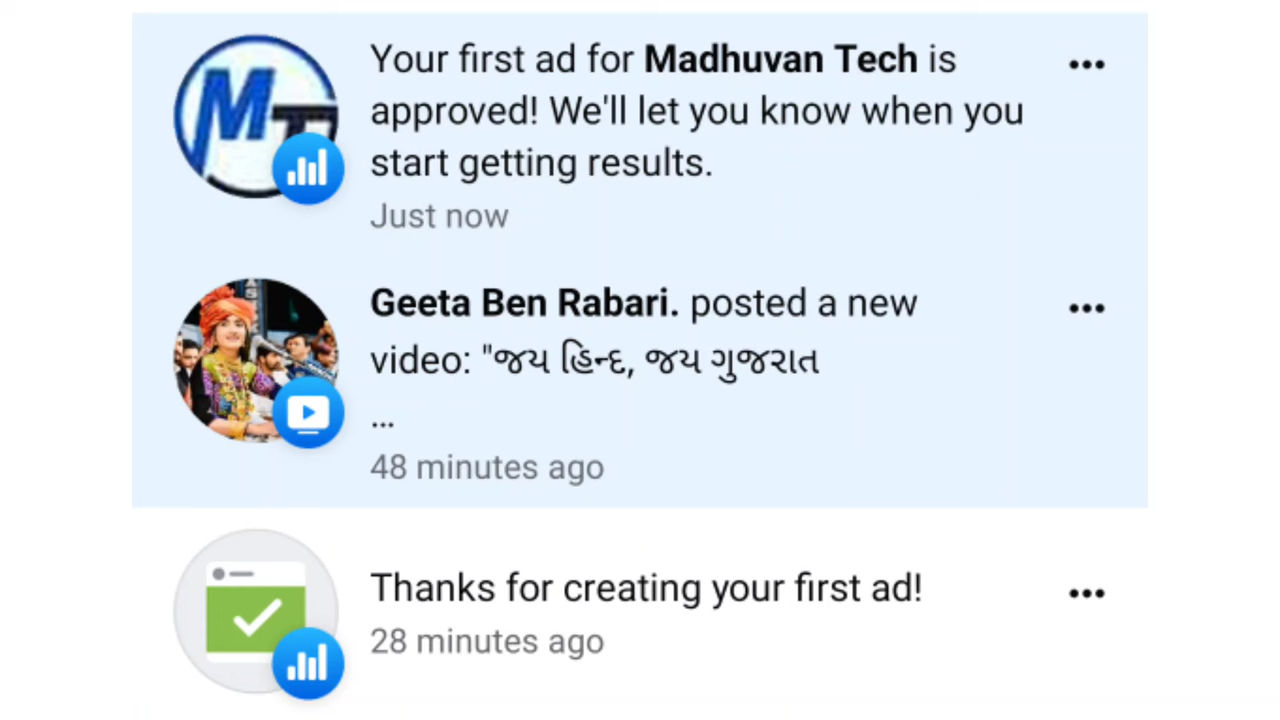 Your first ad for Madhuvan Tech is
approved! We'll let you know when you
start getting results.
Just now
Geeta Ben Rabari. posted a new
video: "જય હિન્દ, જય ગુજરાત
...
48 minutes ago
Thanks for creating your first ad!
28 minutes ago